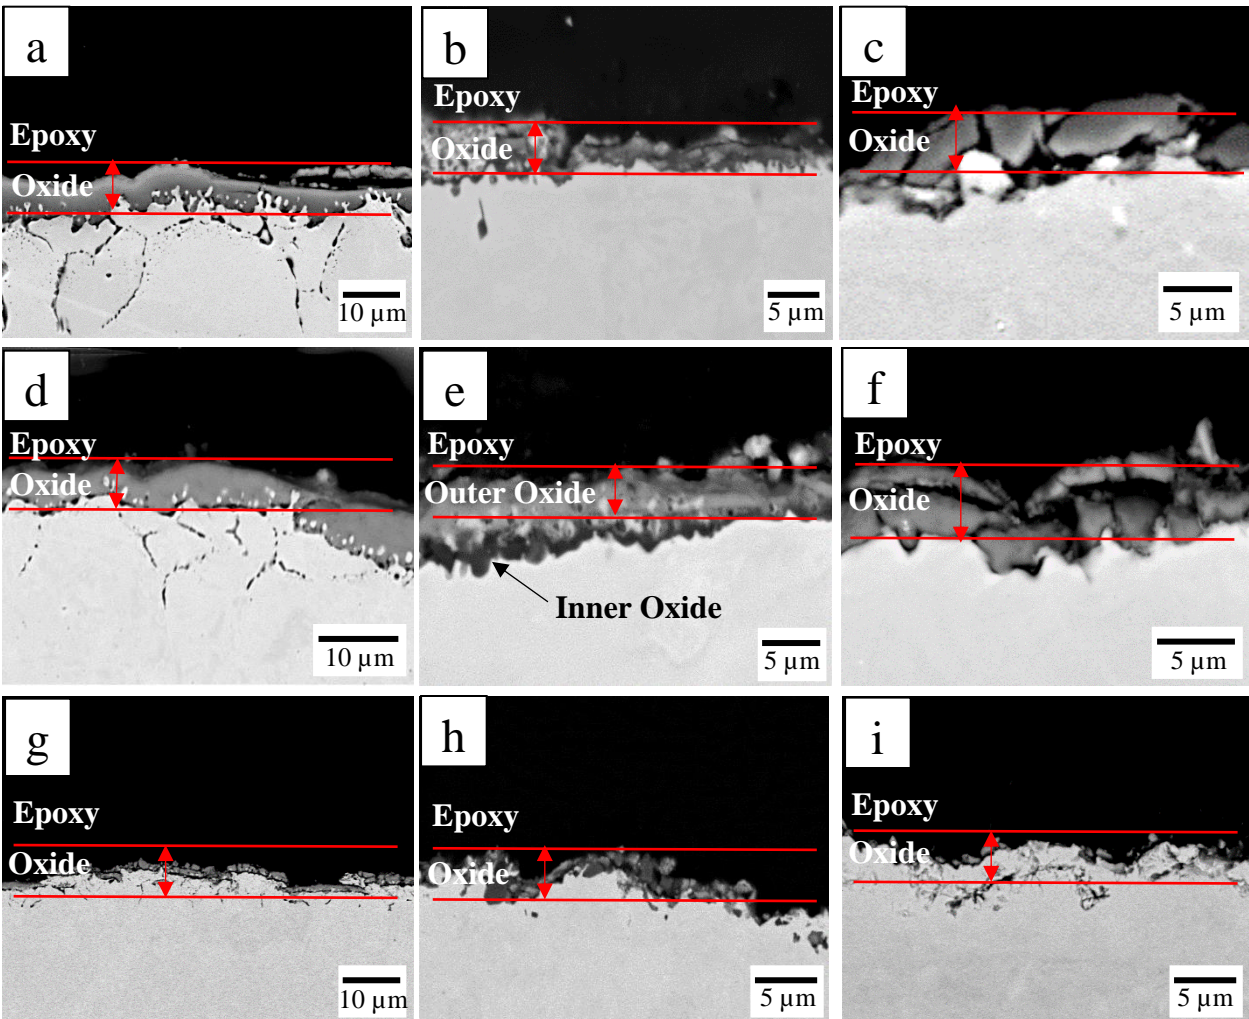 a
Epoxy
Oxide
10 µm
b
Epoxy
Oxide
5 µm
c
Epoxy
Oxide
5 µm
d
Epoxy
Oxide
10 µm
e
Epoxy
Outer Oxide
Inner Oxide
5 µm
f
Epoxy
Oxide
5 µm
g
Epoxy
Oxide
10 µm
h
Epoxy
Oxide
5 µm
i
Epoxy
Oxide
5 µm